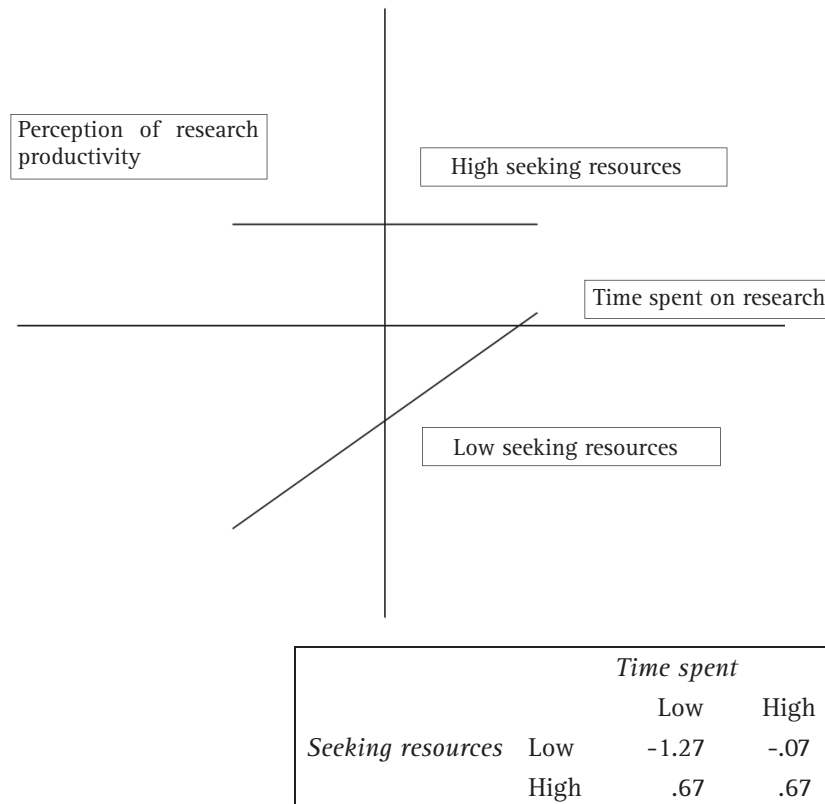 Perception of research
productivity
High seeking resources
Time spent on research
Low seeking resources
Time spent
Low High
Seeking resources Low -1.27 -.07
High .67 .67